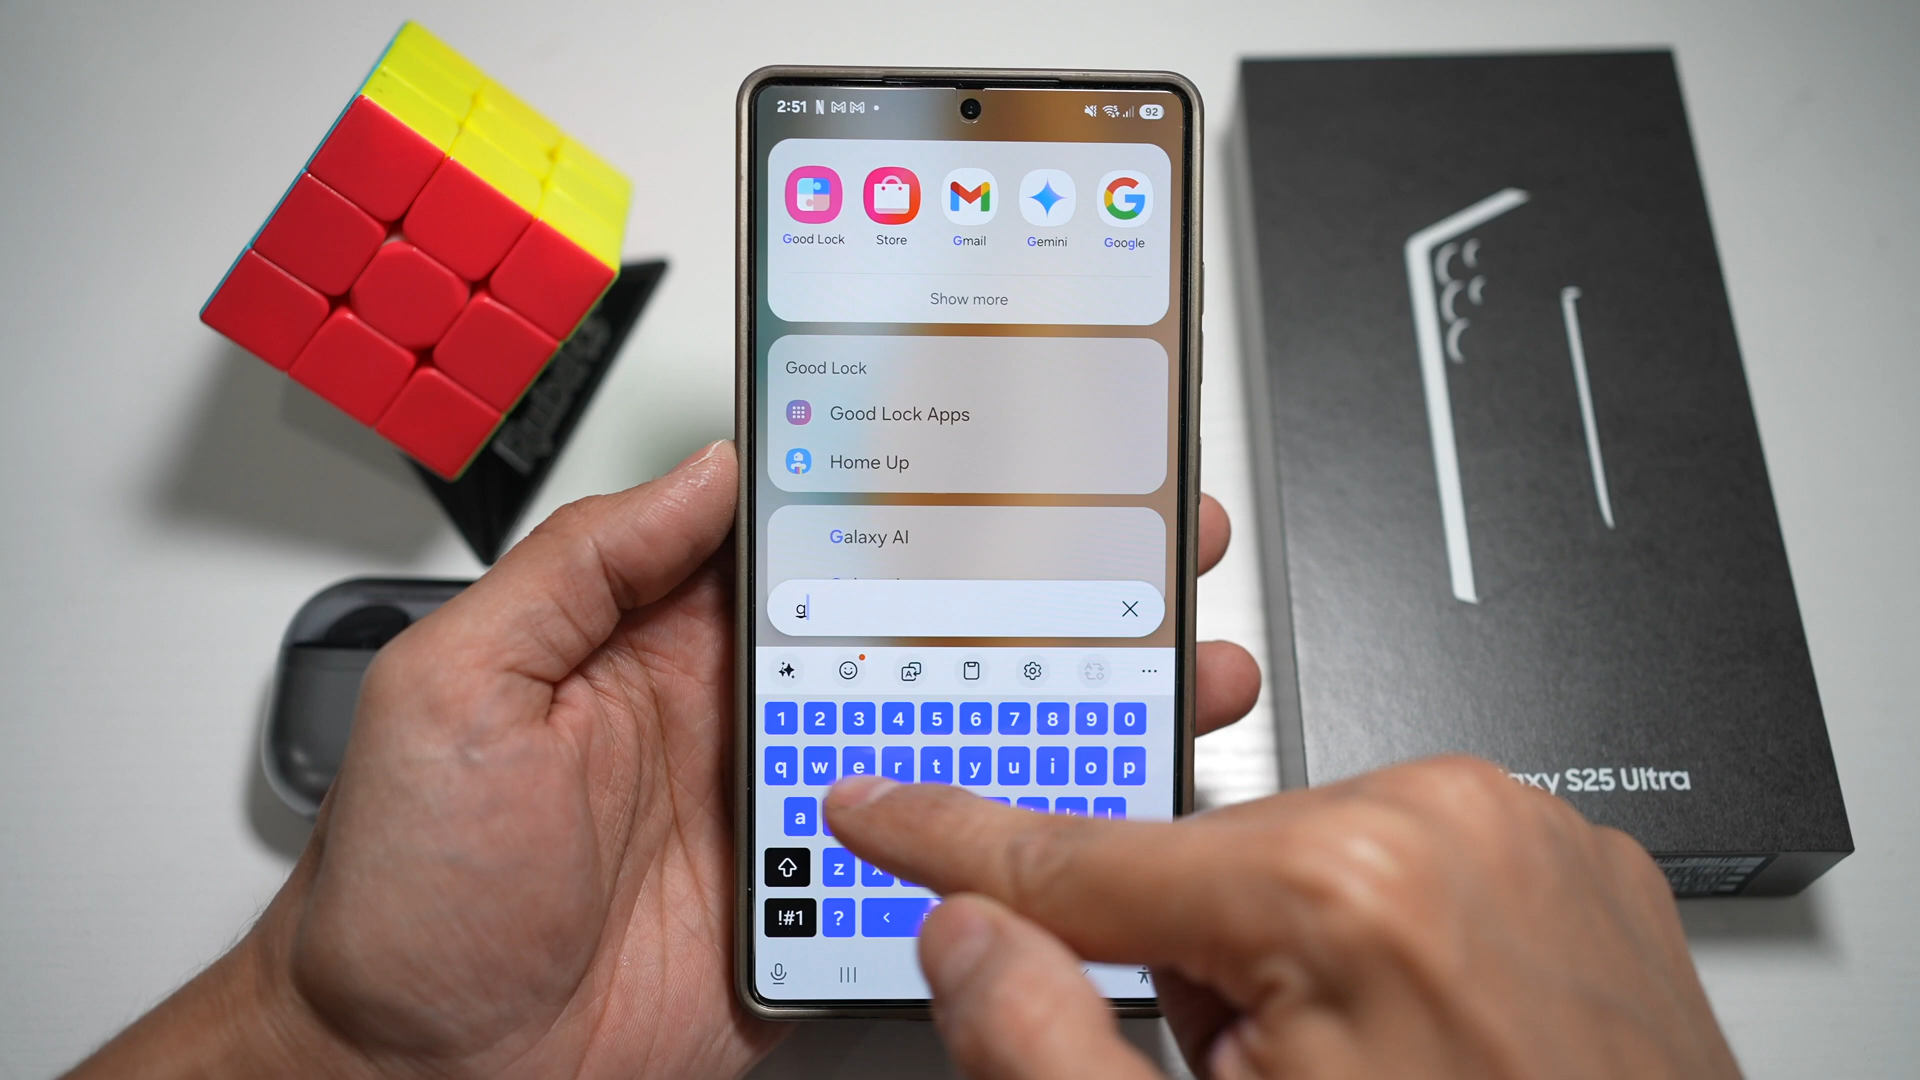 2:51
92
Good Lock
Store
Gmail
Gemini
Google
Show more
Good Lock
Good Lock Apps
Home Up
Galaxy AI
g
1 2 3 4 5 6 7 8 9 0
q w e r t y u i o p
a
z x
!#1 ? <
S25 Ultra